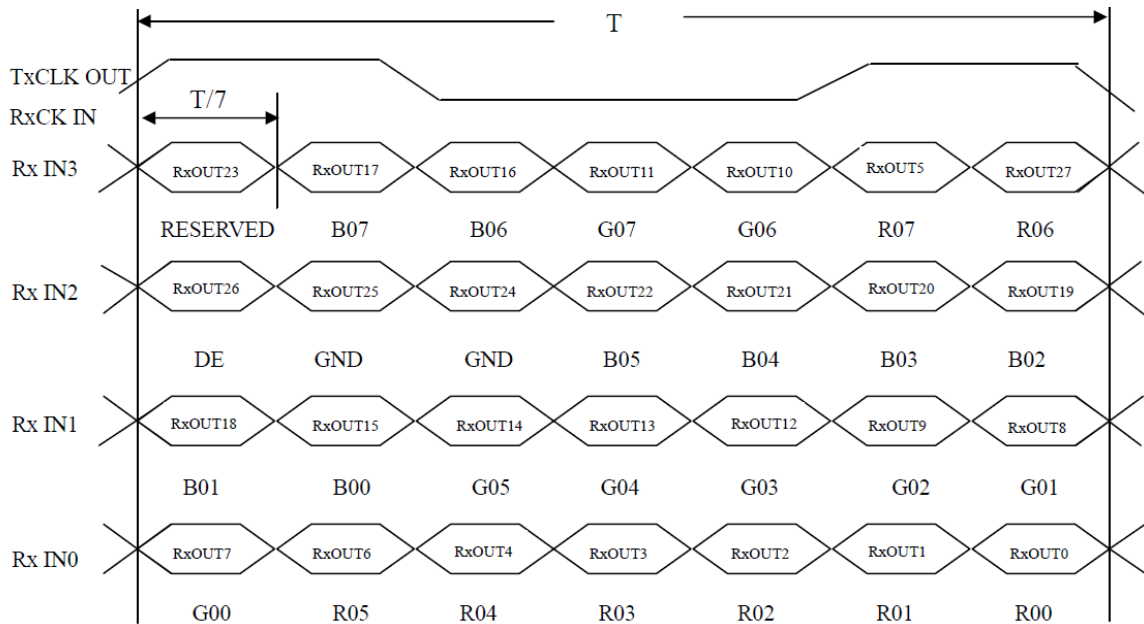 T
TxCLK OUT
T/7
RxCK IN
Rx IN3 RxOUT23 RxOUT17 RxOUT16 RxOUT11 RxOUT10 RxOUT5 RxOUT27
RESERVED B07 B06 G07 G06 R07 R06
Rx IN2 RxOUT26 RxOUT25 RxOUT24 RxOUT22 RxOUT21 RxOUT20 RxOUT19
DE GND GND B05 B04 B03 B02
Rx IN1 RxOUT18 RxOUT15 RxOUT14 RxOUT13 RxOUT12 RxOUT9 RxOUT8
B01 B00 G05 G04 G03 G02 G01
Rx IN0 RxOUT7 RxOUT6 RxOUT4 RxOUT3 RxOUT2 RxOUT1 RxOUT0
G00 R05 R04 R03 R02 R01 R00